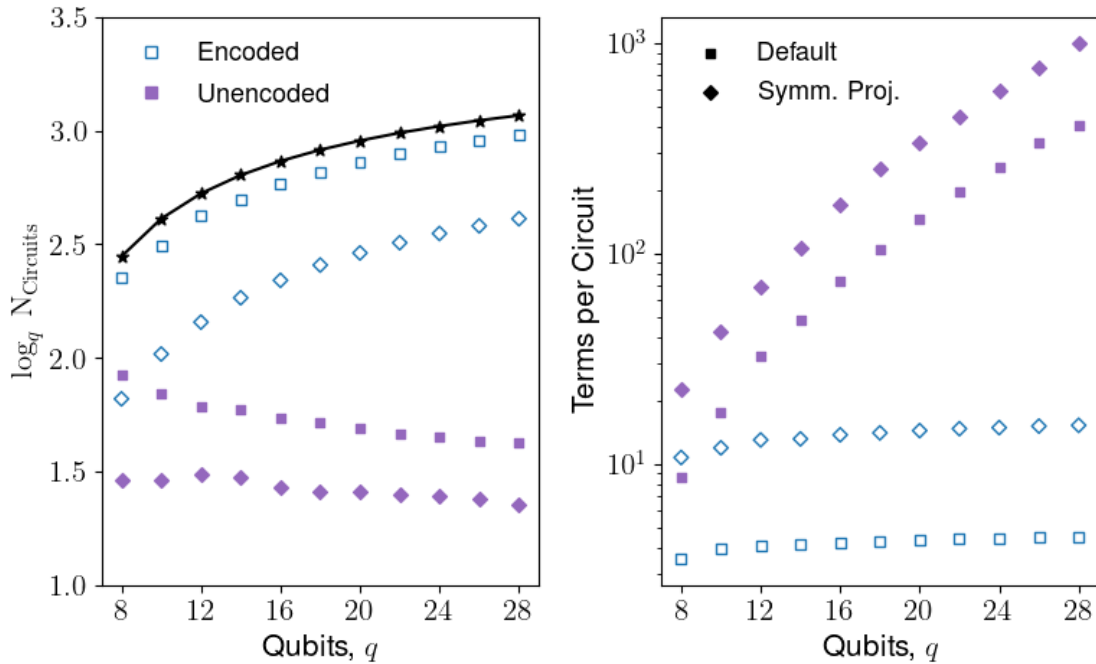 3.5
3.0
2.5
2.0
1.5
1.0
log_q N_Circuits
Encoded
Unencoded
8 12 16 20 24 28
Qubits, q
10^3
10^2
10^1
Terms per Circuit
Default
Symm. Proj.
8 12 16 20 24 28
Qubits, q